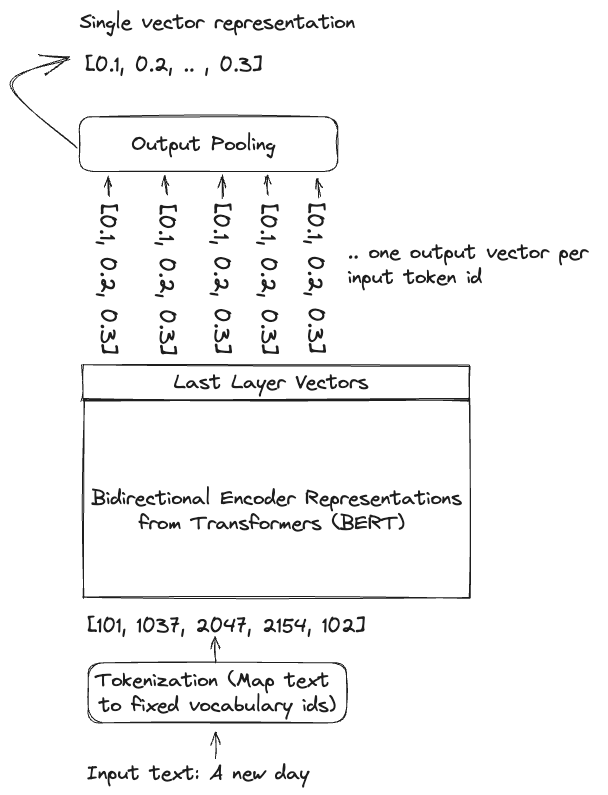 Single vector representation
[0.1, 0.2, .. , 0.3]
Output Pooling
[0.1, 0.2, 0.3]
[0.1, 0.2, 0.3]
[0.1, 0.2, 0.3]
[0.1, 0.2, 0.3]
[0.1, 0.2, 0.3]
.. one output vector per
input token id
Last Layer Vectors
Bidirectional Encoder Representations
from Transformers (BERT)
[101, 1037, 2047, 2154, 102]
Tokenization (Map text
to fixed vocabulary ids)
Input text: A new day